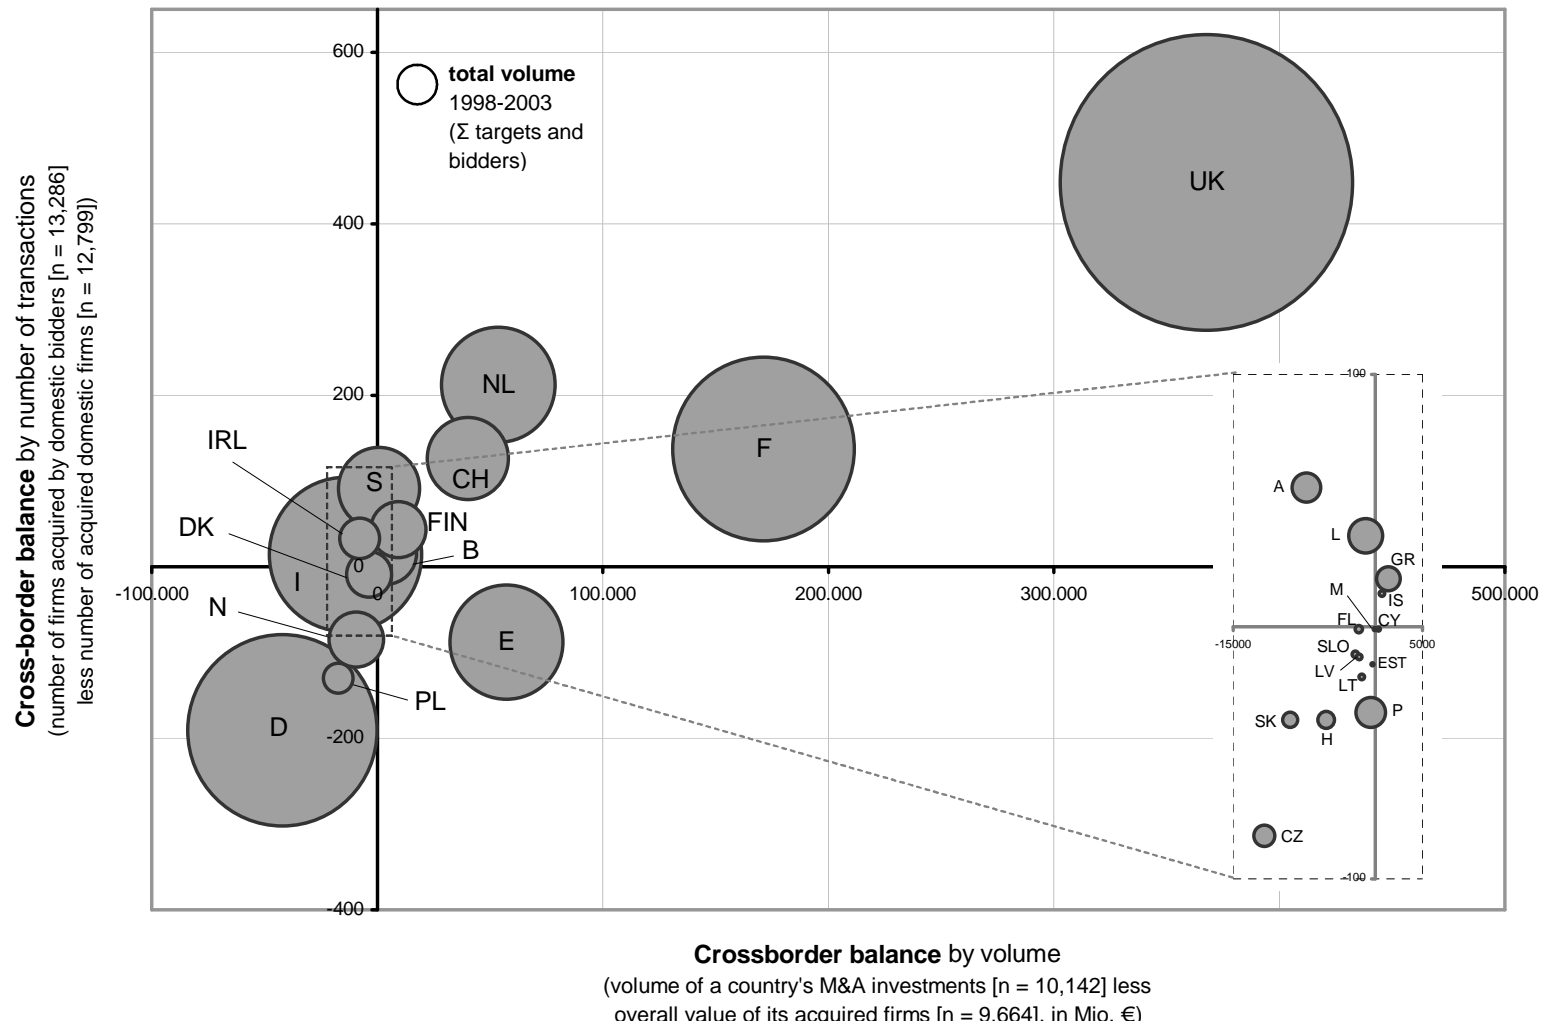 Cross-border balance by number of transactions
(number of firms acquired by domestic bidders [n = 13,286]
less number of acquired domestic firms [n = 12,799])
600
400
200
0
-200
-400
total volume
1998-2003
(Σ targets and
bidders)
UK
NL
IRL
CH
F
S
DK
FIN
B
I
N
E
PL
D
-100.000
0
100.000
200.000
300.000
500.000
100
A
L
GR
M
IS
FL
CY
-15000
5000
SLO
LV
EST
LT
SK
H
P
CZ
-100
Crossborder balance by volume
(volume of a country's M&A investments [n = 10,142] less
overall value of its acquired firms [n = 9,664], in Mio. €)